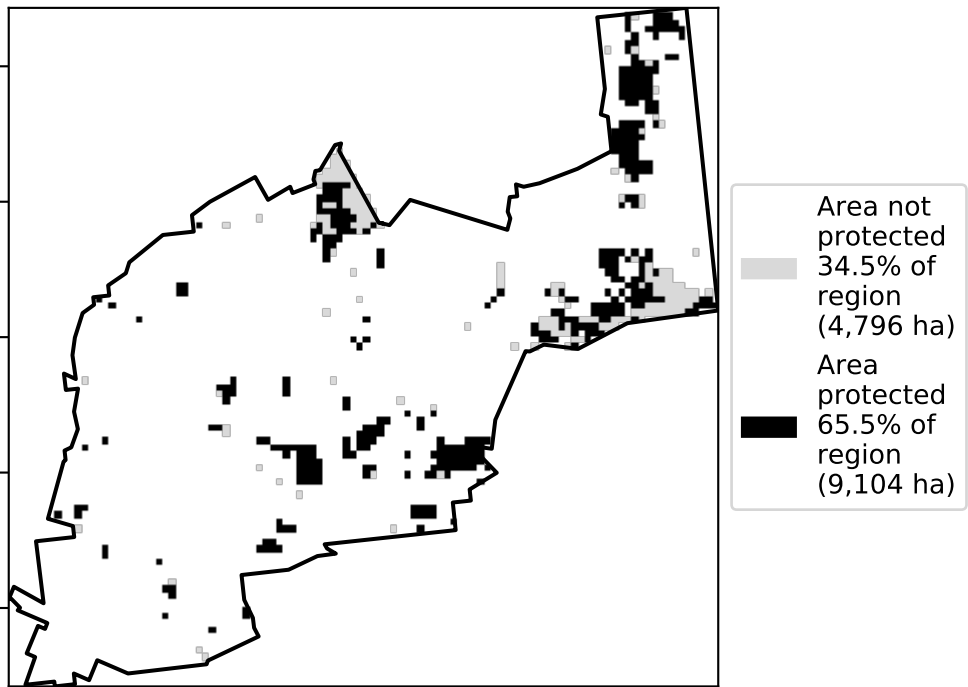 Area not
protected
34.5% of
region
(4,796 ha)
Area
protected
65.5% of
region
(9,104 ha)